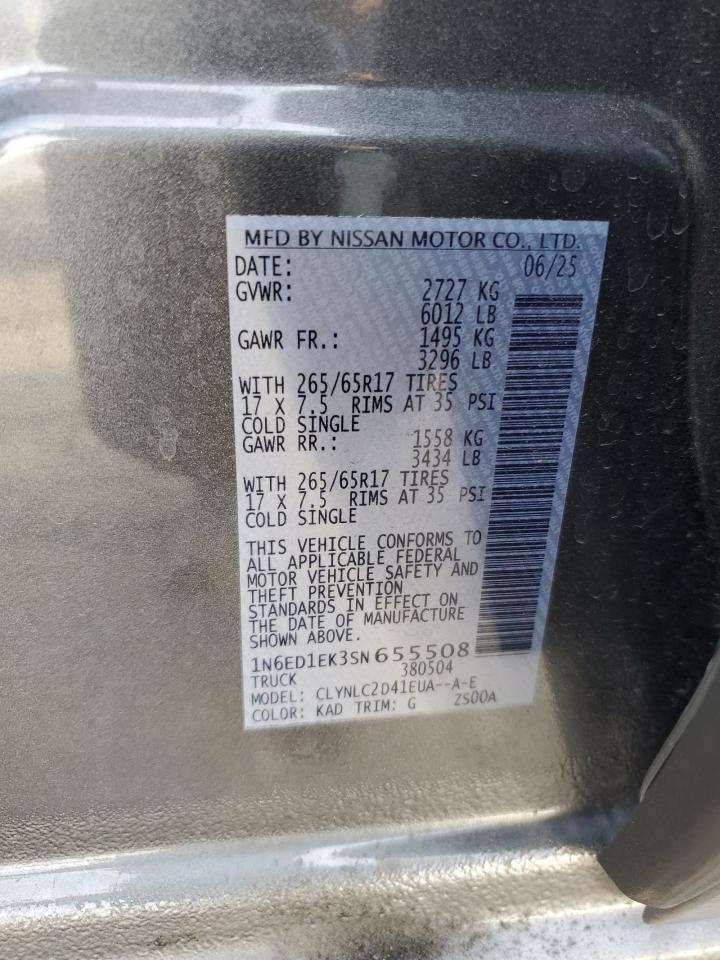 MFD BY NISSAN MOTOR CO., LTD.
DATE: 06/25
GVWR: 2727 KG
6012 LB
GAWR FR.: 1495 KG
3296 LB
WITH 265/65R17 TIRES
17 X 7.5 RIMS AT 35 PSI
COLD SINGLE
GAWR RR.: 1558 KG
3434 LB
WITH 265/65R17 TIRES
17 X 7.5 RIMS AT 35 PSI
COLD SINGLE
THIS VEHICLE CONFORMS TO
ALL APPLICABLE FEDERAL
MOTOR VEHICLE SAFETY AND
THEFT PREVENTION
STANDARDS IN EFFECT ON
THE DATE OF MANUFACTURE
SHOWN ABOVE.
1N6ED1EK3SN655508
TRUCK 380504
MODEL: CLYNLC2D41EUA--A-E
COLOR: KAD TRIM: G ZS00A